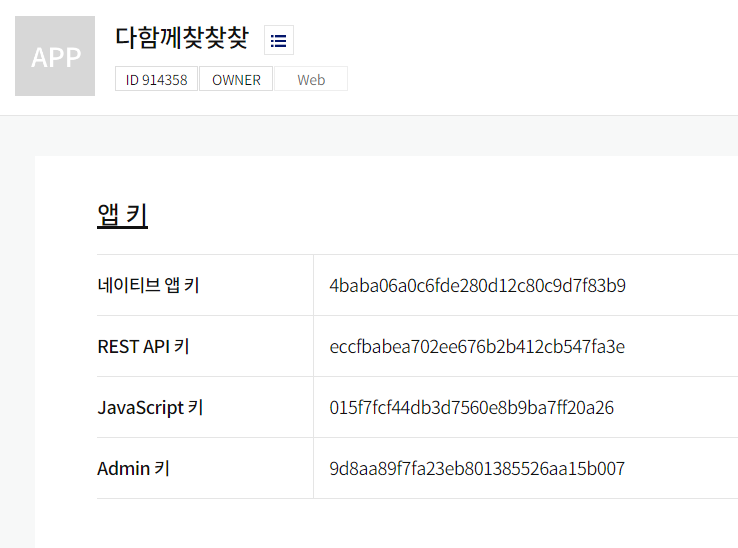 APP
다함께찾찾찾
ID 914358 OWNER Web
앱 키
네이티브 앱 키 4baba06a0c6fde280d12c80c9d7f83b9
REST API 키 eccfbabea702ee676b2b412cb547fa3e
JavaScript 키 015f7fcf44db3d7560e8b9ba7ff20a26
Admin 키 9d8aa89f7fa23eb801385526aa15b007